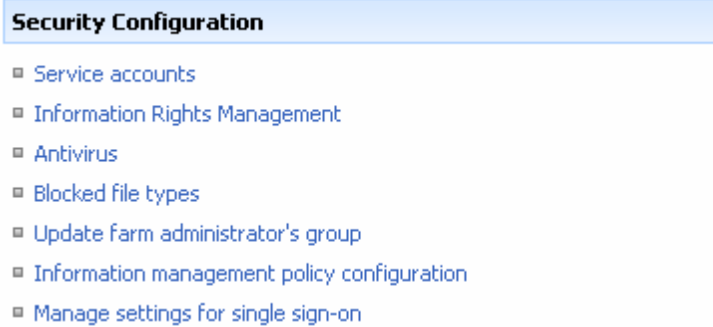 Security Configuration
Service accounts
Information Rights Management
Antivirus
Blocked file types
Update farm administrator's group
Information management policy configuration
Manage settings for single sign-on